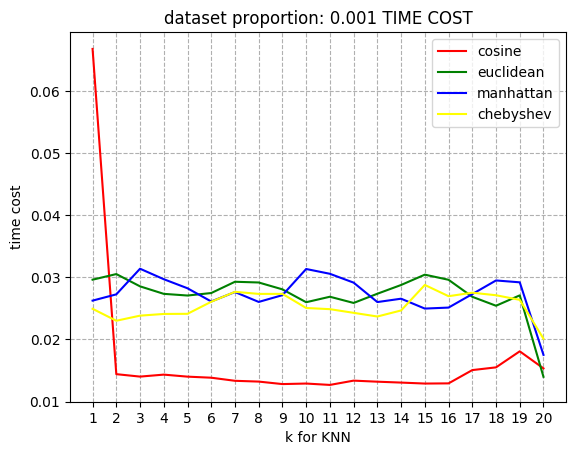 dataset proportion: 0.001 TIME COST
cosine
euclidean
manhattan
chebyshev
0.06
0.05
0.04
0.03
0.02
0.01
time cost
1 2 3 4 5 6 7 8 9 10 11 12 13 14 15 16 17 18 19 20
k for KNN